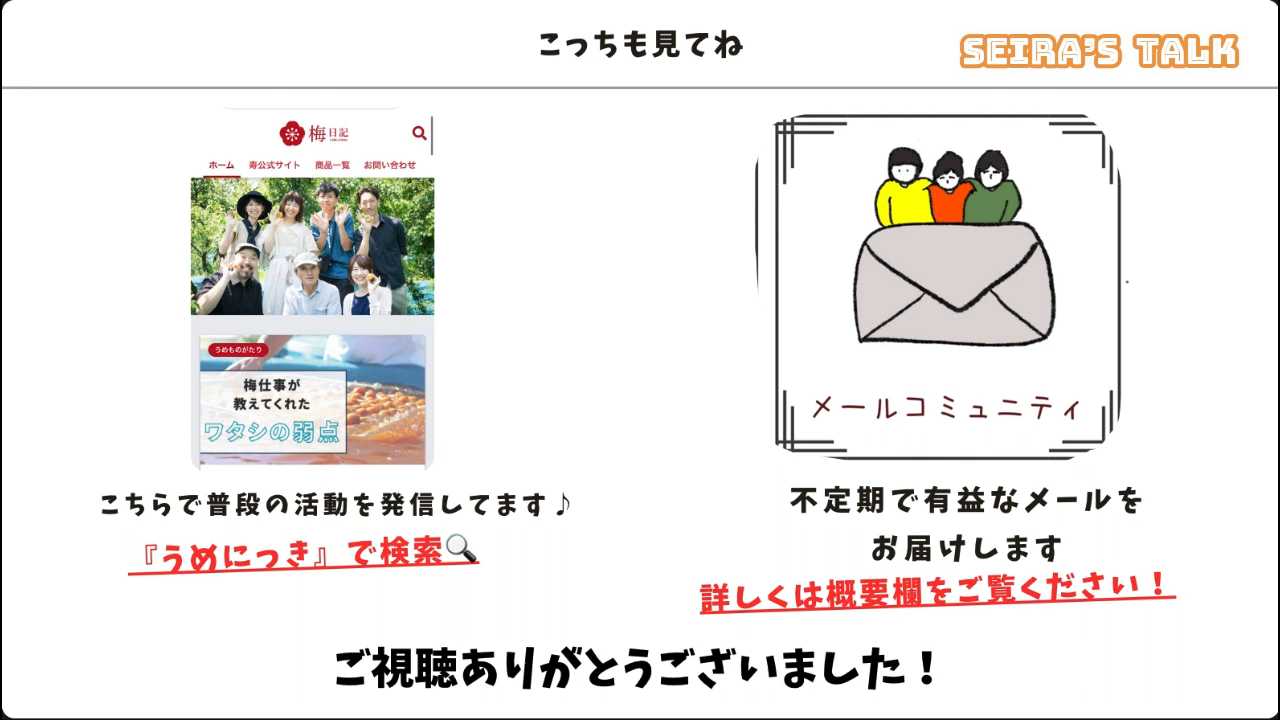 こっちも見てね
SEIRA'S TALK
梅日記
ホーム 寿公式サイト 商品一覧 お問い合わせ
うめものがたり
梅仕事が
教えてくれた
ワタシの弱点
こちらで普段の活動を発信してます♪
『うめにっき』で検索🔍
メールコミュニティ
不定期で有益なメールを
お届けします
詳しくは概要欄をご覧ください！
ご視聴ありがとうございました！